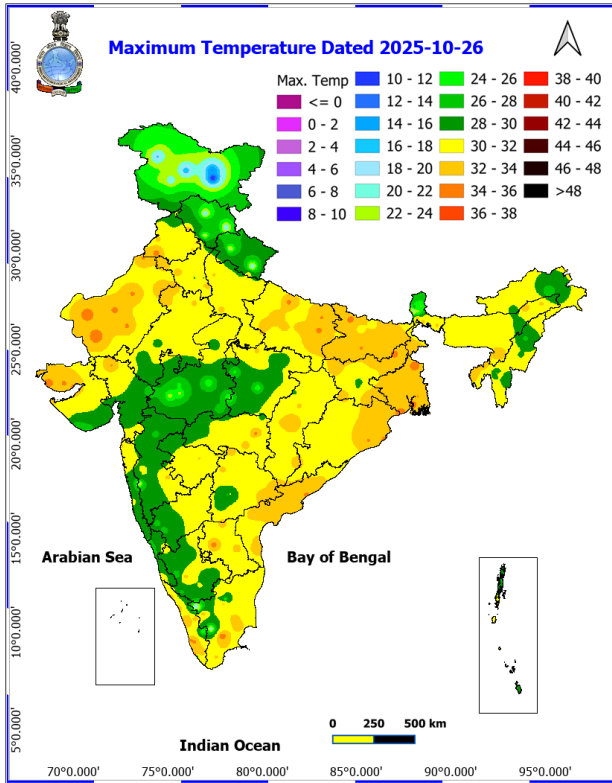 Maximum Temperature Dated 2025-10-26
Max. Temp
<= 0
0 - 2
2 - 4
4 - 6
6 - 8
8 - 10
10 - 12
12 - 14
14 - 16
16 - 18
18 - 20
20 - 22
22 - 24
24 - 26
26 - 28
28 - 30
30 - 32
32 - 34
34 - 36
36 - 38
38 - 40
40 - 42
42 - 44
44 - 46
46 - 48
>48
40°0.000'
35°0.000'
30°0.000'
25°0.000'
20°0.000'
15°0.000'
10°0.000'
5°0.000'
Arabian Sea
Bay of Bengal
Indian Ocean
0 250 500 km
70°0.000' 75°0.000' 80°0.000' 85°0.000' 90°0.000' 95°0.000'